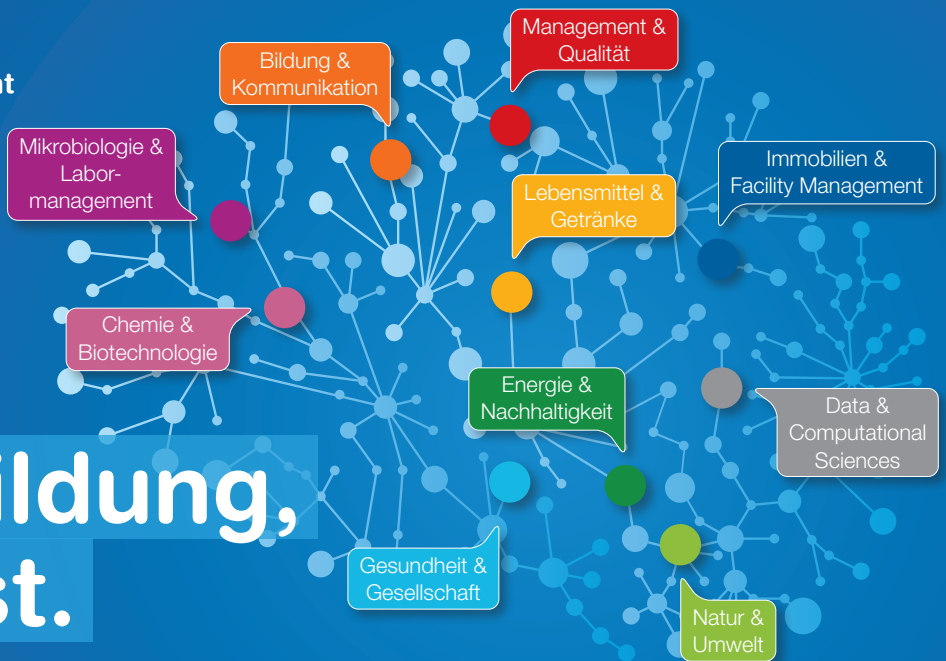 Management &
Qualität
Bildung &
Kommunikation
Mikrobiologie &
Labor-
management
Immobilien &
Facility Management
Lebensmittel &
Getränke
Chemie &
Biotechnologie
Energie &
Nachhaltigkeit
Data &
Computational
Sciences
ildung,
st.
Gesundheit &
Gesellschaft
Natur &
Umwelt